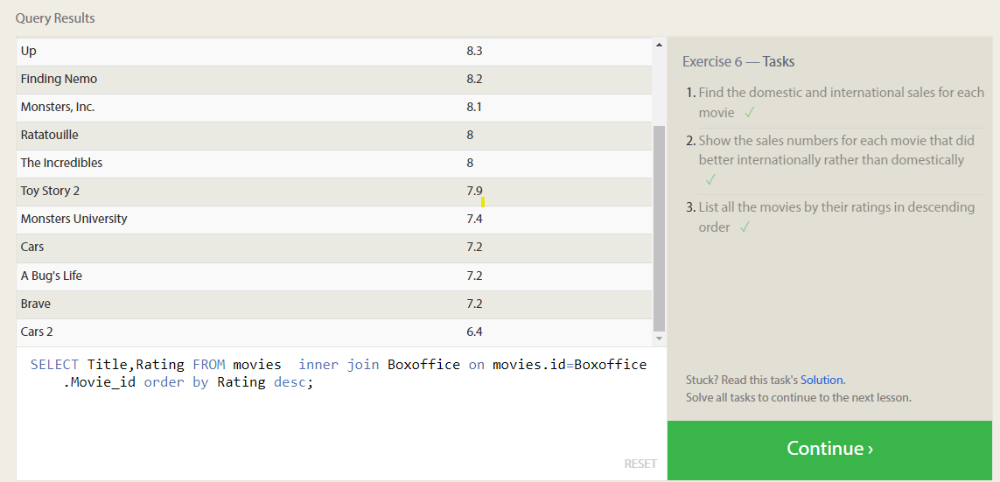 Query Results
Up 8.3
Finding Nemo 8.2
Monsters, Inc. 8.1
Ratatouille 8
The Incredibles 8
Toy Story 2 7.9
Monsters University 7.4
Cars 7.2
A Bug's Life 7.2
Brave 7.2
Cars 2 6.4
SELECT Title,Rating FROM movies  inner join Boxoffice on movies.id=Boxoffice
.Movie_id order by Rating desc;
RESET
Exercise 6 — Tasks
1. Find the domestic and international sales for each
movie ✓
2. Show the sales numbers for each movie that did
better internationally rather than domestically
✓
3. List all the movies by their ratings in descending
order ✓
Stuck? Read this task's Solution.
Solve all tasks to continue to the next lesson.
Continue ›